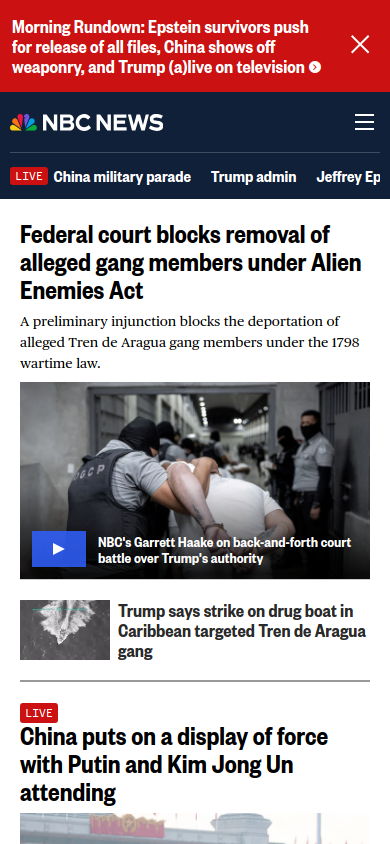 Morning Rundown: Epstein survivors push
for release of all files, China shows off
weaponry, and Trump (a)live on television
NBC NEWS
LIVE China military parade Trump admin Jeffrey Ep
Federal court blocks removal of
alleged gang members under Alien
Enemies Act
A preliminary injunction blocks the deportation of
alleged Tren de Aragua gang members under the 1798
wartime law.
DGCP
NBC's Garrett Haake on back-and-forth court
battle over Trump's authority
Trump says strike on drug boat in
Caribbean targeted Tren de Aragua
gang
LIVE
China puts on a display of force
with Putin and Kim Jong Un
attending